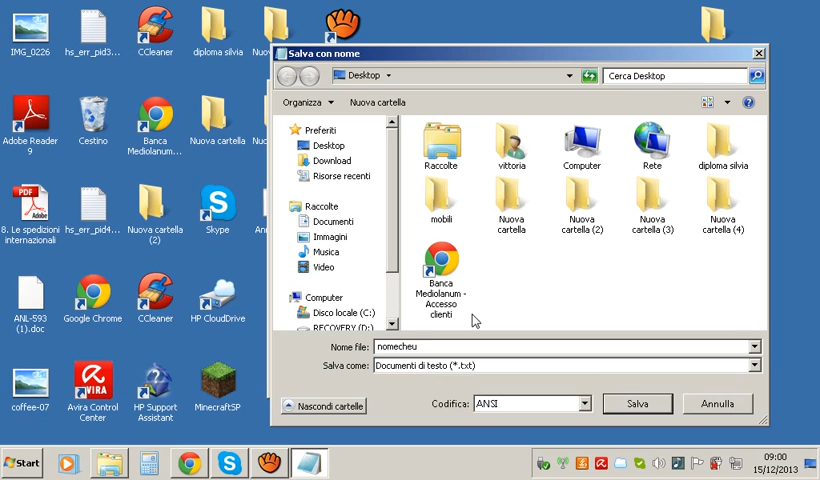 IMG_0226
hs_err_pid3...
CCleaner
diploma silvia
Adobe Reader
9
Cestino
Banca
Mediolanum...
Nuova cartella
8. Le spedizioni
internazionali
hs_err_pid4...
Nuova cartella
(2)
Skype
ANL-593
(1).doc
Google Chrome
CCleaner
HP CloudDrive
coffee-07
Avira Control
Center
HP Support
Assistant
MinecraftSP
Salva con nome
Desktop
Cerca Desktop
Organizza
Nuova cartella
Preferiti
Desktop
Download
Risorse recenti
Raccolte
Documenti
Immagini
Musica
Video
Computer
Disco locale (C:)
RECOVERY (D:)
Raccolte
vittoria
Computer
Rete
diploma silvia
mobili
Nuova
cartella
Nuova
cartella (2)
Nuova
cartella (3)
Nuova
cartella (4)
Banca
Mediolanum -
Accesso
clienti
Nome file:
nomecheu
Salva come:
Documenti di testo (*.txt)
Nascondi cartelle
Codifica:
ANSI
Salva
Annulla
Start
09:00
15/12/2013